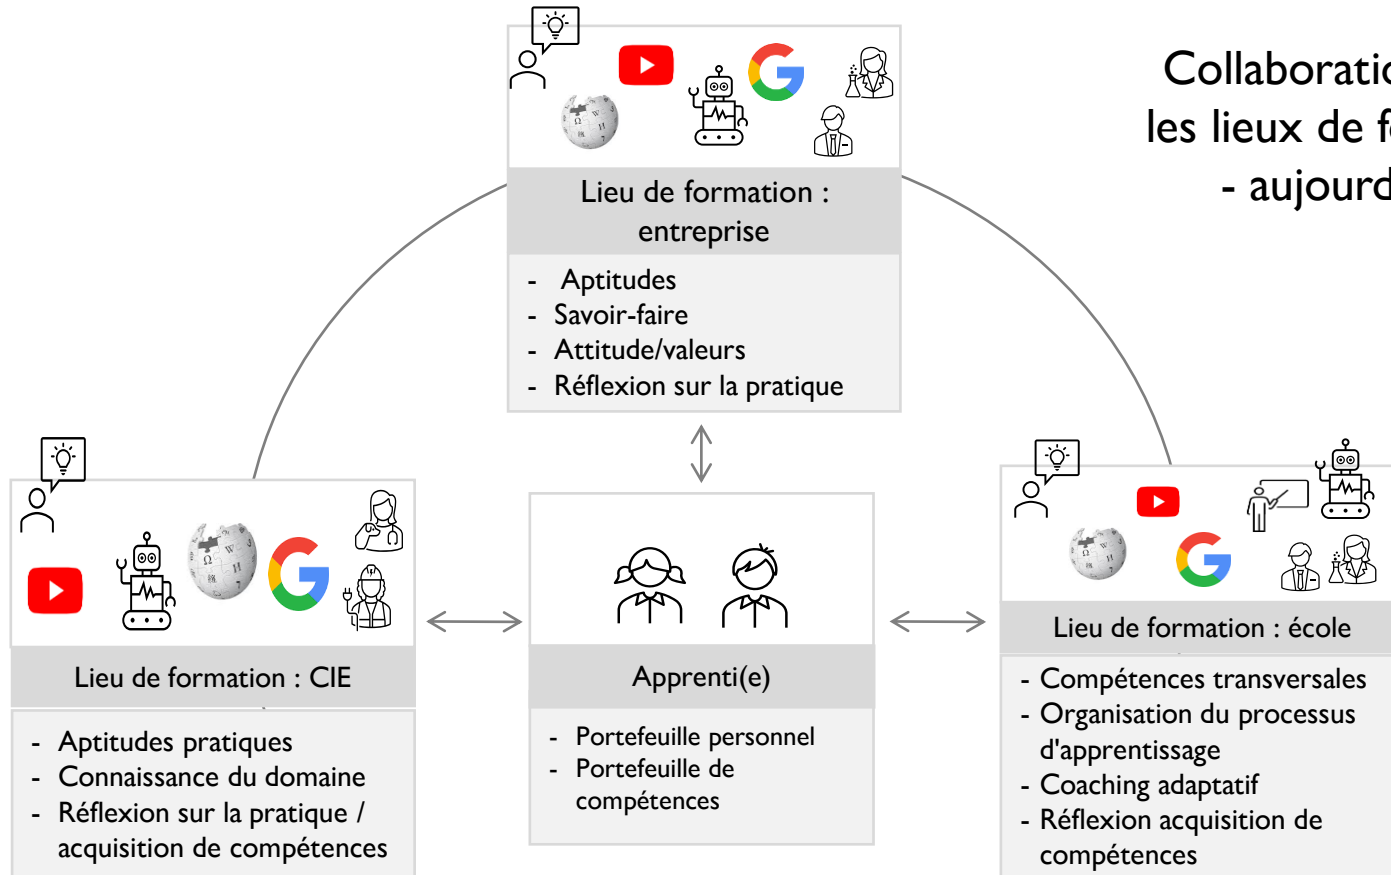 Collaboratio
les lieux de f
- aujourd
Lieu de formation :
entreprise
- Aptitudes
- Savoir-faire
- Attitude/valeurs
- Réflexion sur la pratique
Lieu de formation : CIE
- Aptitudes pratiques
- Connaissance du domaine
- Réflexion sur la pratique /
acquisition de compétences
Apprenti(e)
- Portefeuille personnel
- Portefeuille de
compétences
Lieu de formation : école
- Compétences transversales
- Organisation du processus
d'apprentissage
- Coaching adaptatif
- Réflexion acquisition de
compétences